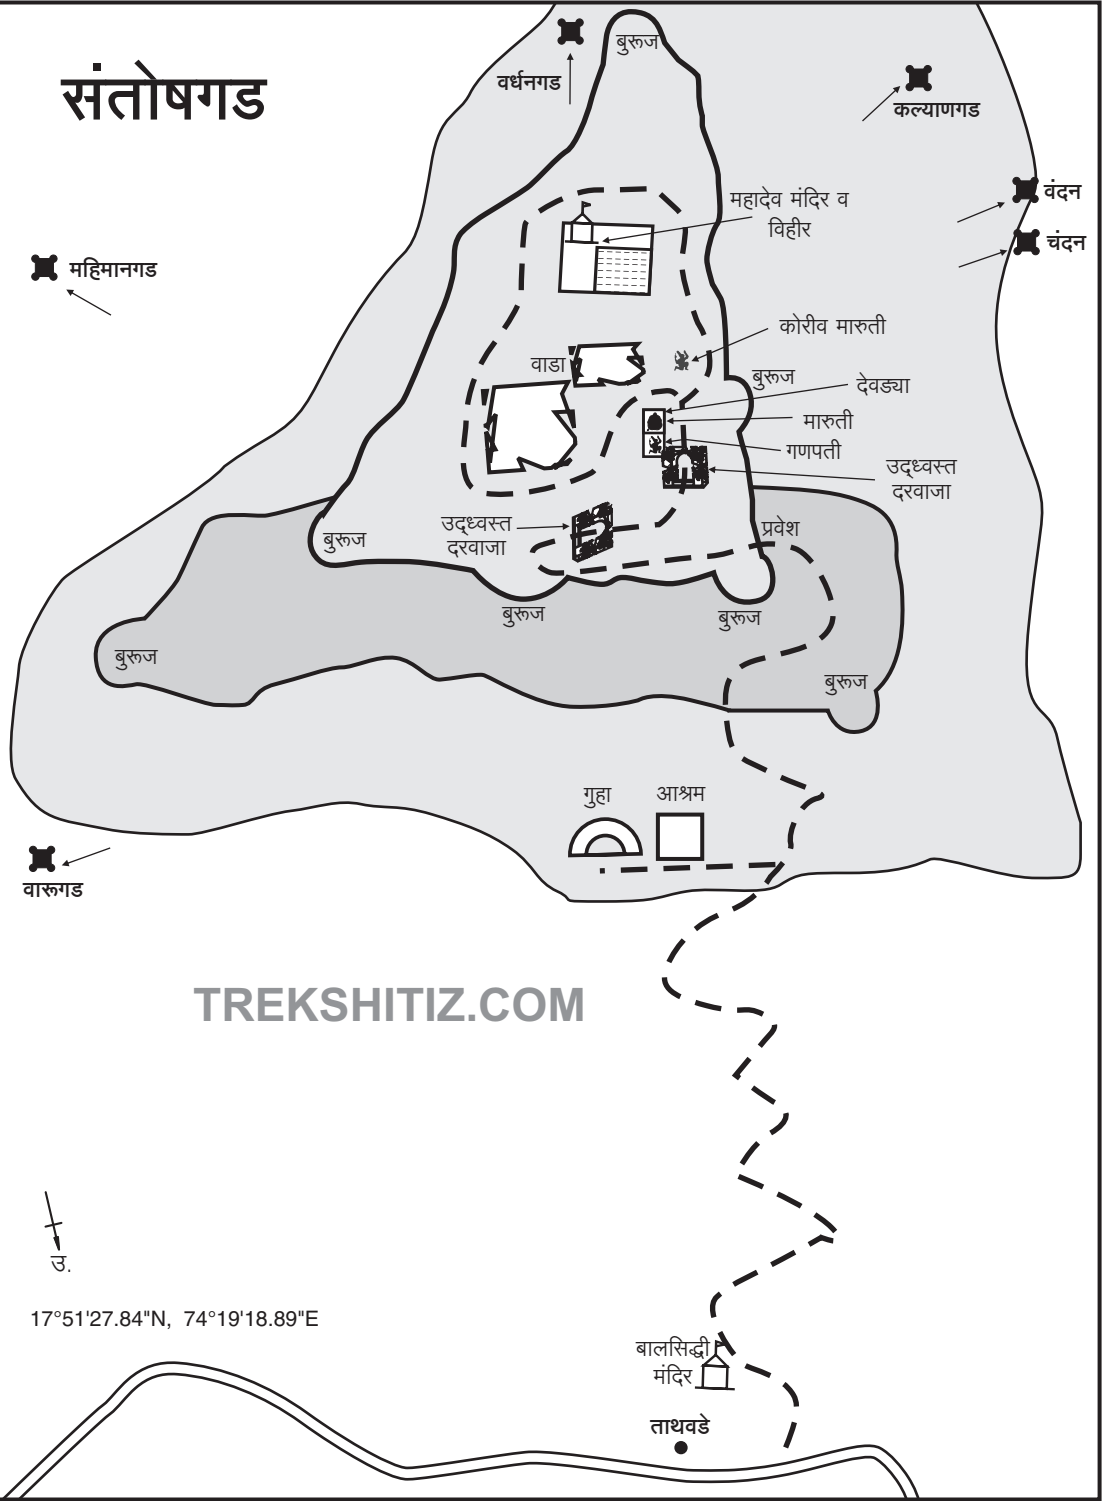 संतोषगड
बुरूज
वर्धनगड
कल्याणगड
वंदन
चंदन
महादेव मंदिर व
विहीर
महिमानगड
कोरीव मारुती
वाडा
बुरूज
देवड्या
मारुती
गणपती
उद्ध्वस्त
दरवाजा
उद्ध्वस्त
दरवाजा
प्रवेश
बुरूज
बुरूज
बुरूज
बुरूज
बुरूज
गुहा
आश्रम
वारूगड
TREKSHITIZ.COM
उ.
17°51'27.84"N, 74°19'18.89"E
बालसिद्धी
मंदिर
ताथवडे